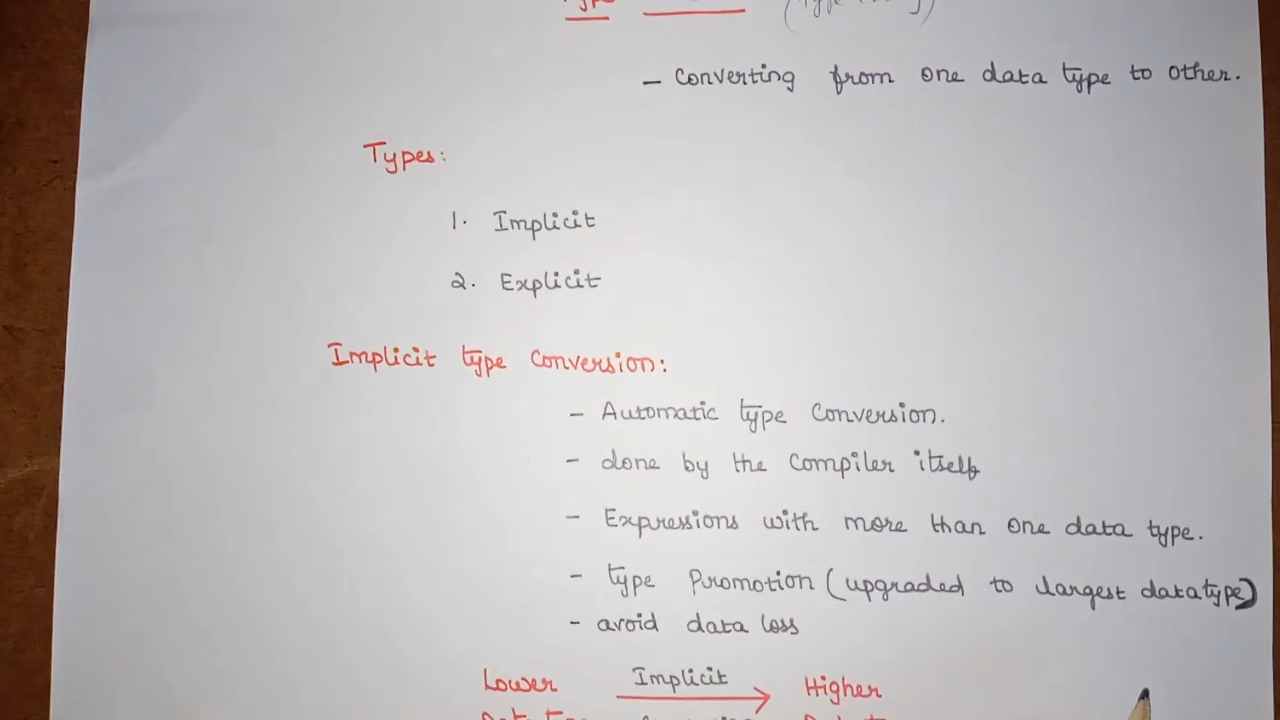 Type
- Converting from one data type to other.
Types:
1. Implicit
2. Explicit
Implicit type conversion:
- Automatic type conversion.
- done by the compiler itself
- Expressions with more than one data type.
- type Promotion (upgraded to largest datatype)
- avoid data loss
Lower Implicit Higher